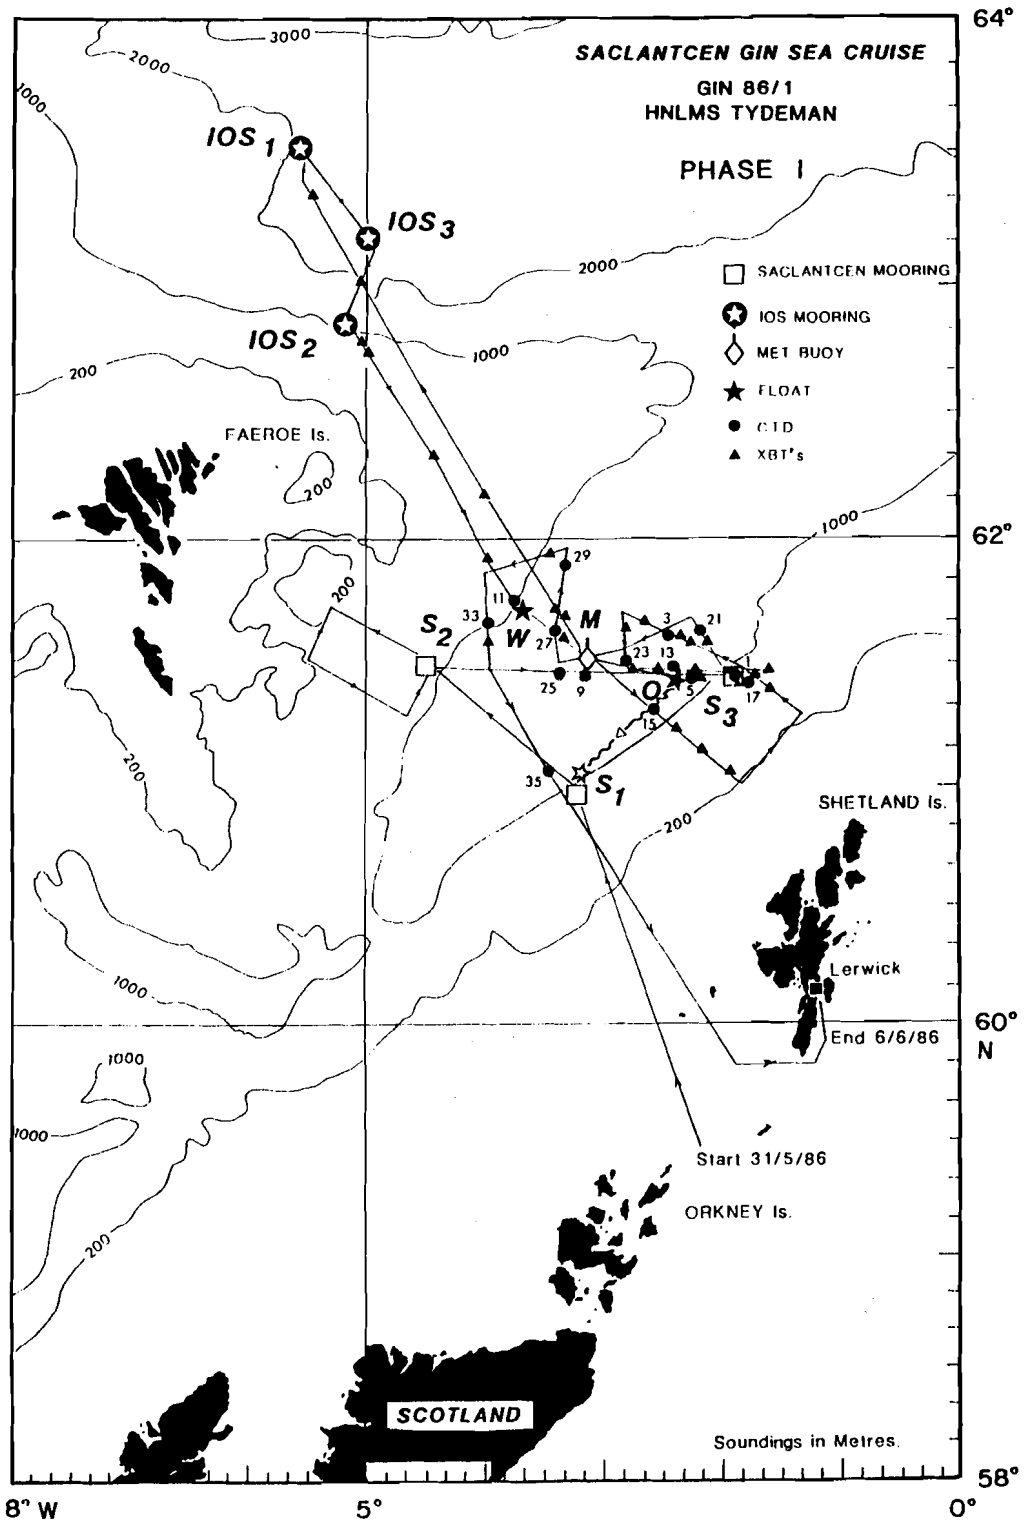 64°
3000
SACLANTCEN GIN SEA CRUISE
2000
GIN 86/1
1000
HNLMS TYDEMAN
IOS 1
PHASE I
IOS 3
2000
SACLANTCEN MOORING
IOS MOORING
IOS 2
1000
MET BUOY
200
FLOAT
CTD
FAEROE Is.
XBT's
200
1000
62°
29
200
11
M
3
21
33
S2
W
27
23
13
1
25
9
O
5
17
15
S3
200
35
S1
SHETLAND Is.
200
Lerwick
1000
60°
N
End 6/6/86
1000
1000
Start 31/5/86
ORKNEY Is.
200
SCOTLAND
Soundings in Metres.
58°
8° W
5°
0°